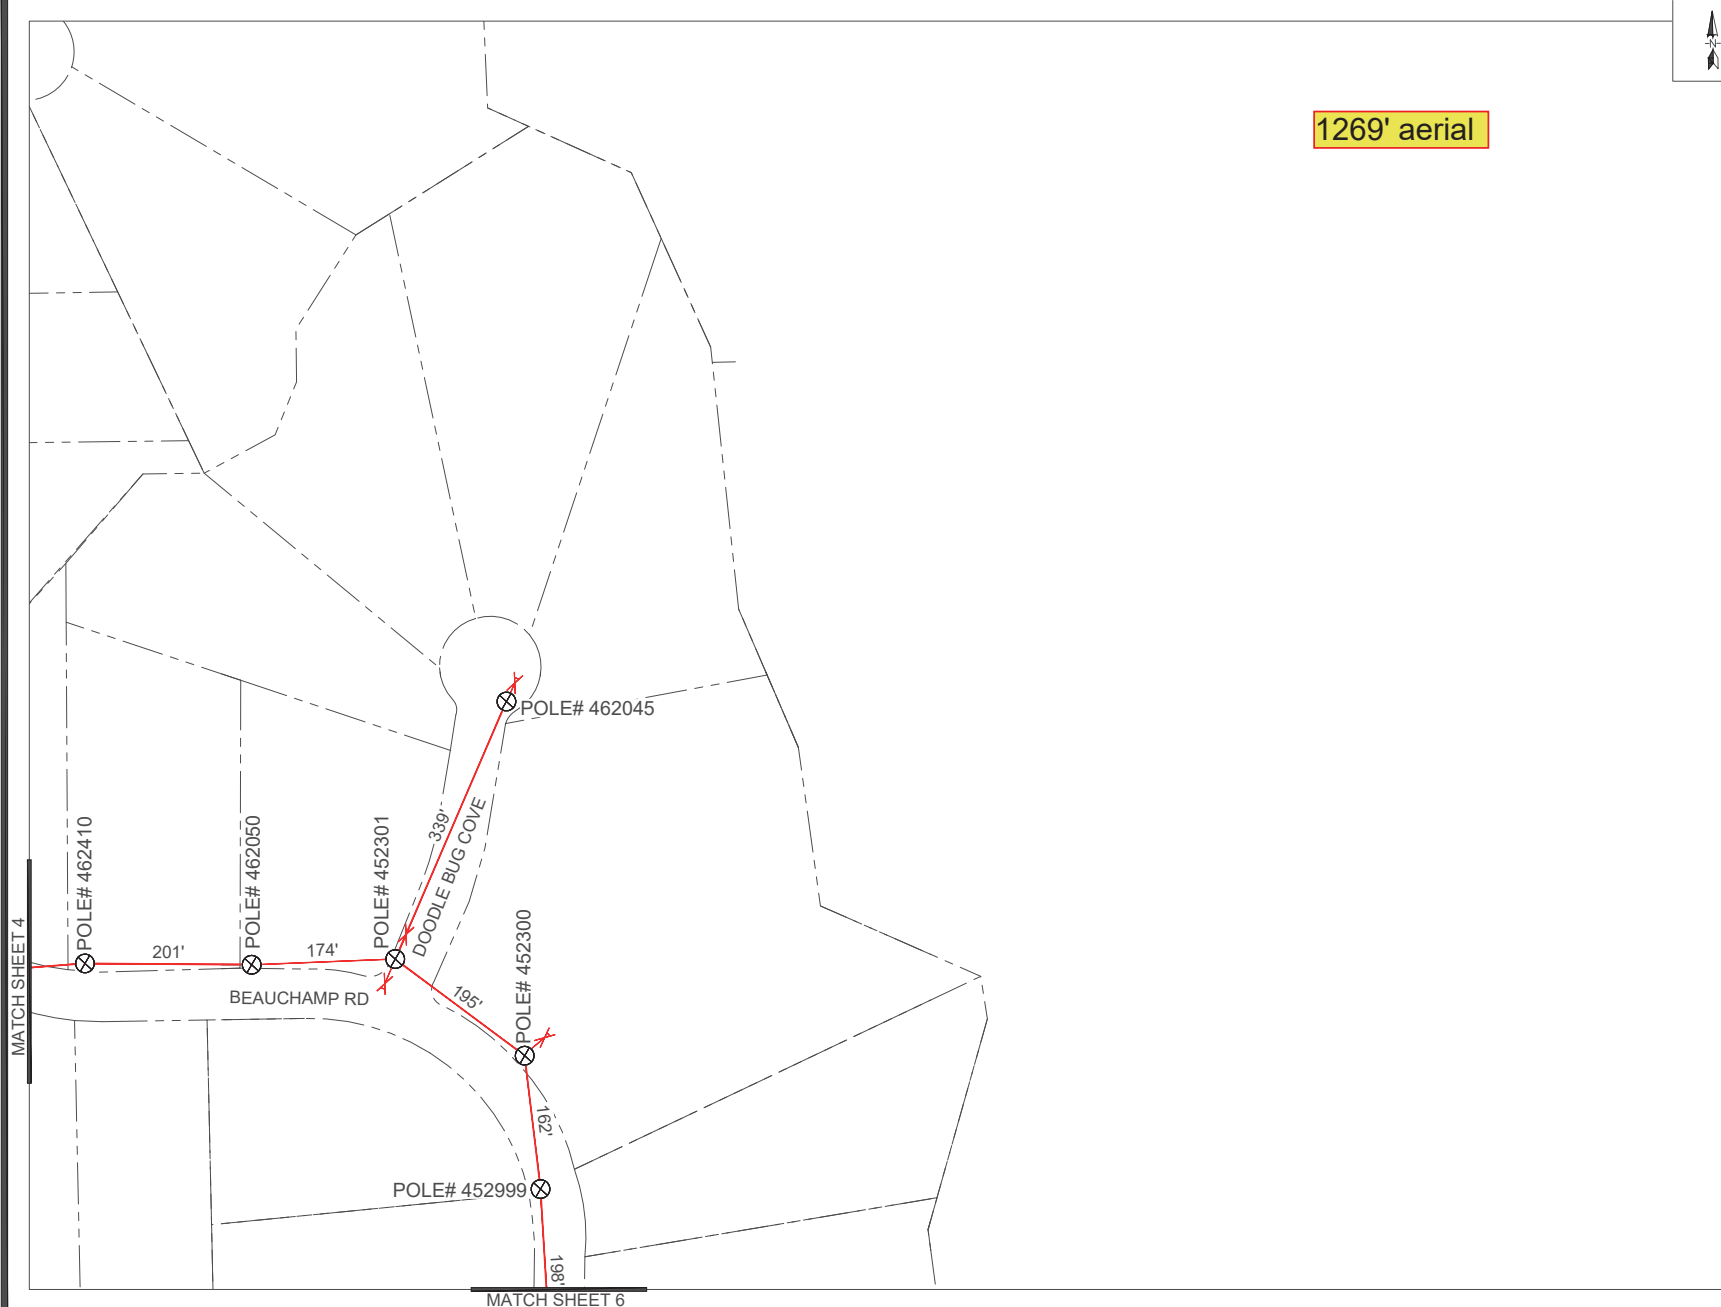 N
1269' aerial
POLE# 462045
339'
DOODLE BUG COVE
POLE# 462410
POLE# 462050
POLE# 452301
POLE# 452300
201'
174'
195'
BEAUCHAMP RD
MATCH SHEET 4
162'
POLE# 452999
198'
MATCH SHEET 6